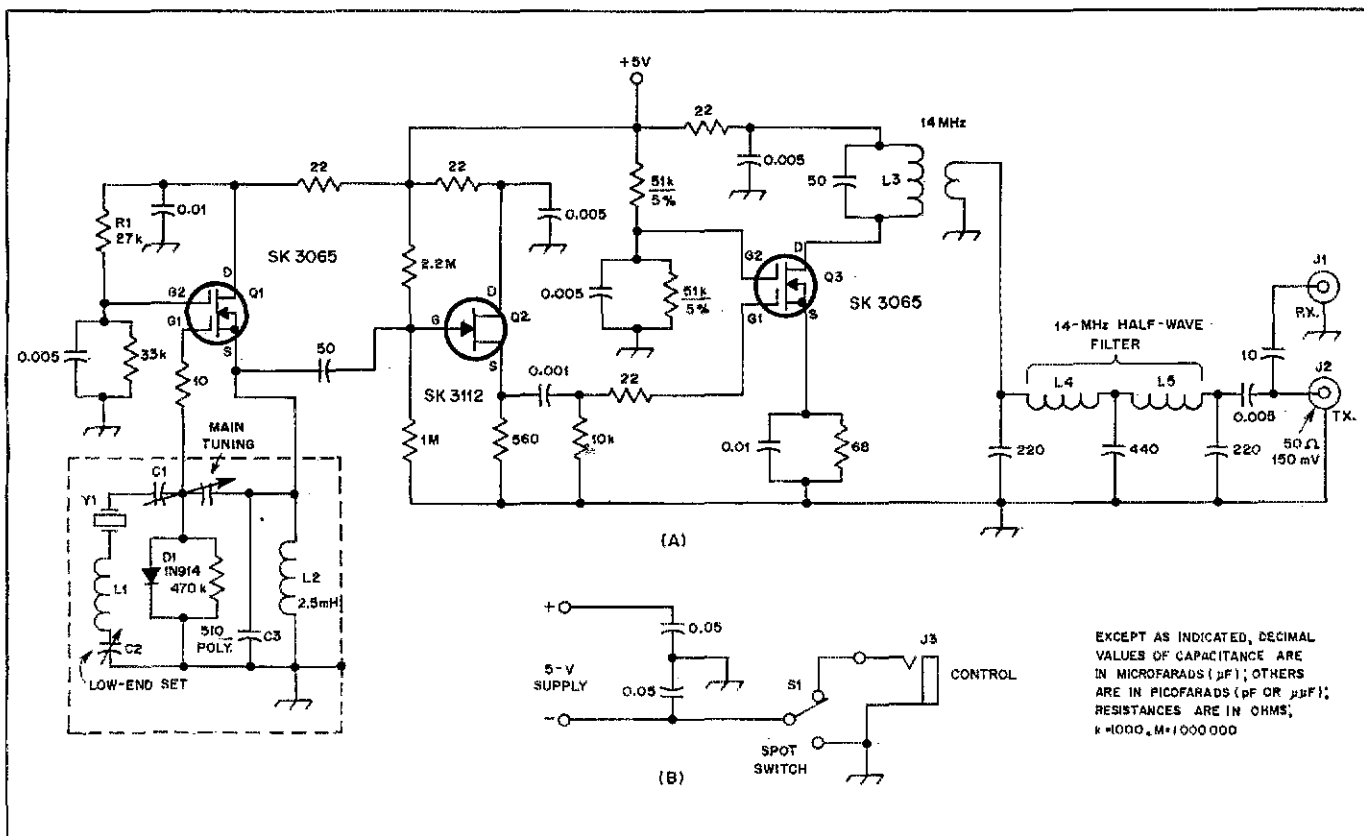 +5V
22
14 MHz
22
22
51k
5%
0.005
50
L3
R1
27k
0.01
0.005
SK 3065
2.2M
D
G2
Q1
G1
S
D
G
Q2
S
0.005
51k
5%
G2
D
Q3
G1
S
SK 3065
J1
RX.
0.005
33k
10
50
SK 3112
0.001
22
14-MHz HALF-WAVE
FILTER
10
J2
L4
L5
0.005
TX.
50Ω
150 mV
MAIN
TUNING
1M
560
10k
0.01
68
220
440
220
C1
Y1
D1
1N914
470k
L1
L2
2.5mH
510
POLY.
C3
C2
LOW-END SET
(A)
+
0.05
5-V
SUPPLY
0.05
-
S1
J3
CONTROL
SPOT
SWITCH
(B)
EXCEPT AS INDICATED, DECIMAL
VALUES OF CAPACITANCE ARE
IN MICROFARADS (µF); OTHERS
ARE IN PICOFARADS (pF OR µµF);
RESISTANCES ARE IN OHMS;
k=1000, M=1000000